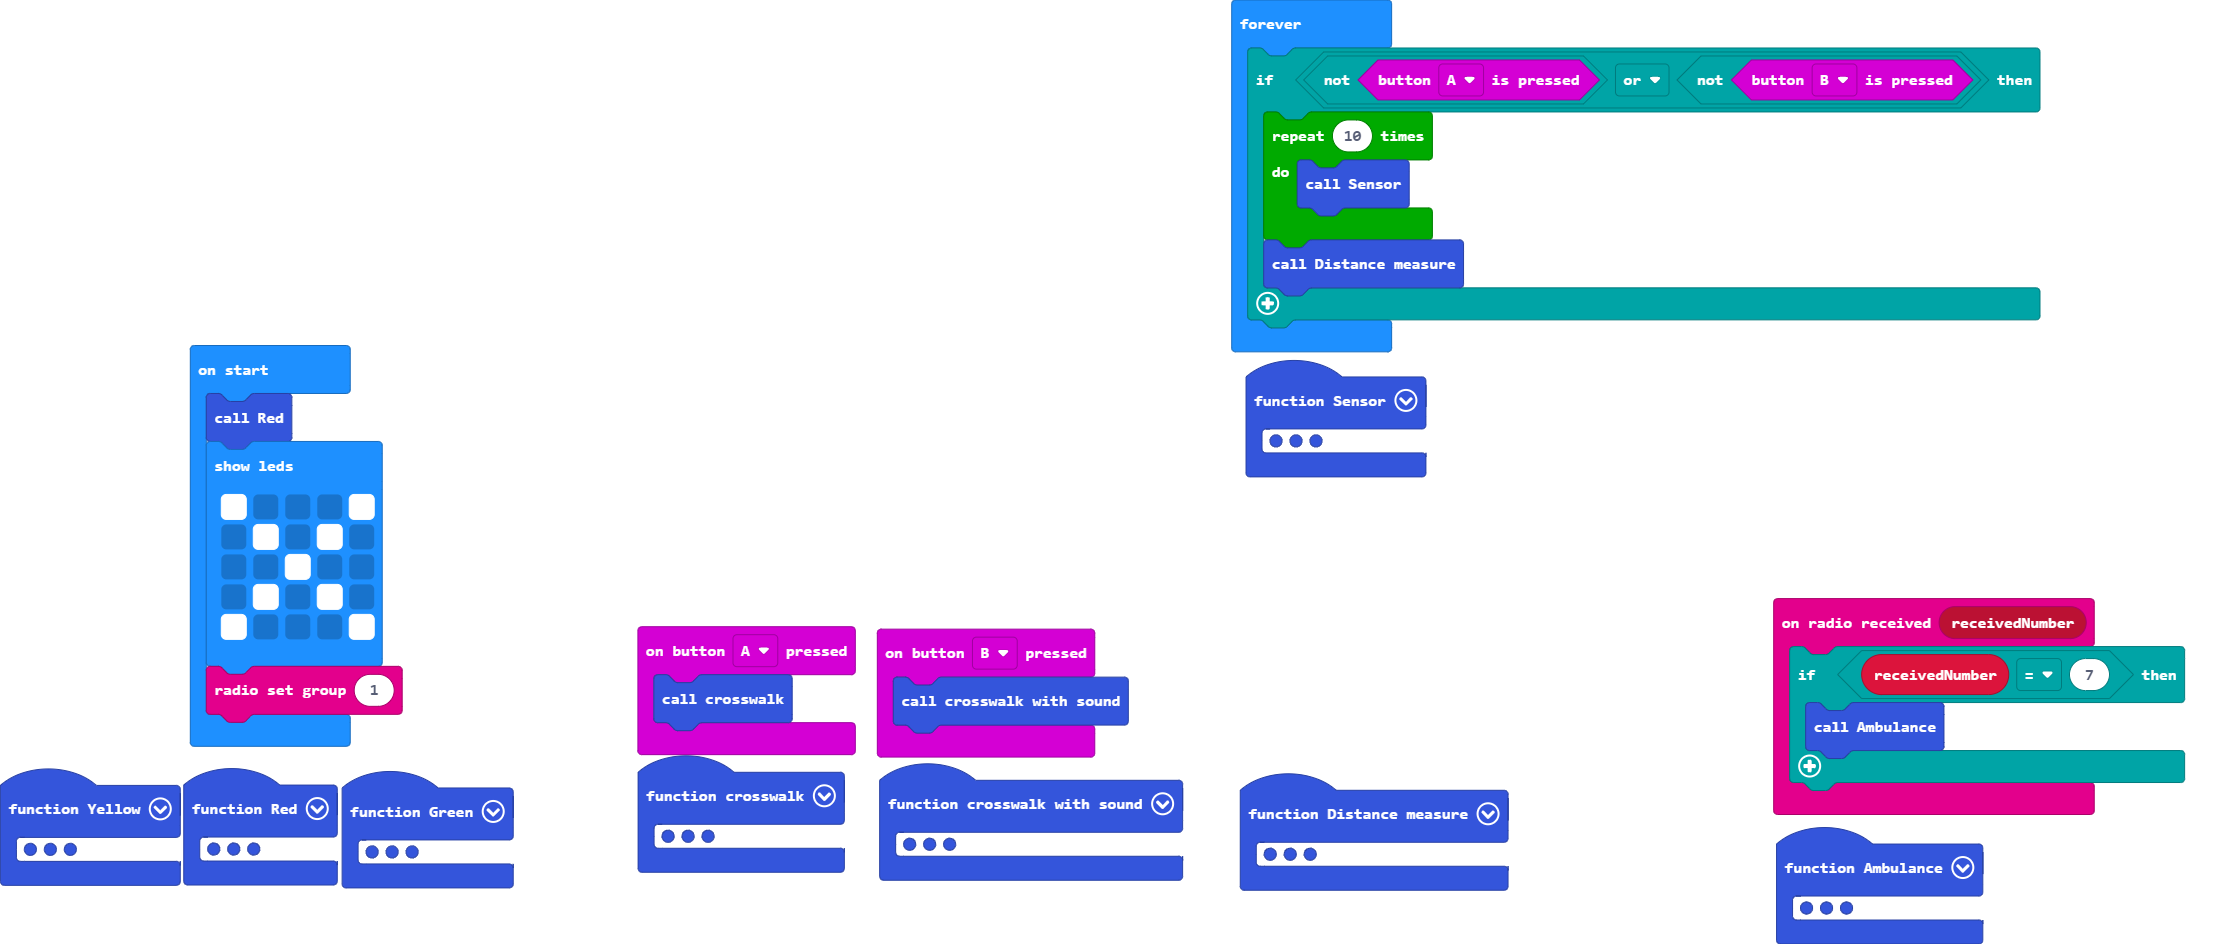 forever
if not button A is pressed or not button B is pressed then
repeat 10 times
do call Sensor
call Distance measure
function Sensor
on start
call Red
show leds
radio set group 1
function Yellow
function Red
function Green
on button A pressed
call crosswalk
function crosswalk
on button B pressed
call crosswalk with sound
function crosswalk with sound
function Distance measure
on radio received receivedNumber
if receivedNumber = 7 then
call Ambulance
function Ambulance